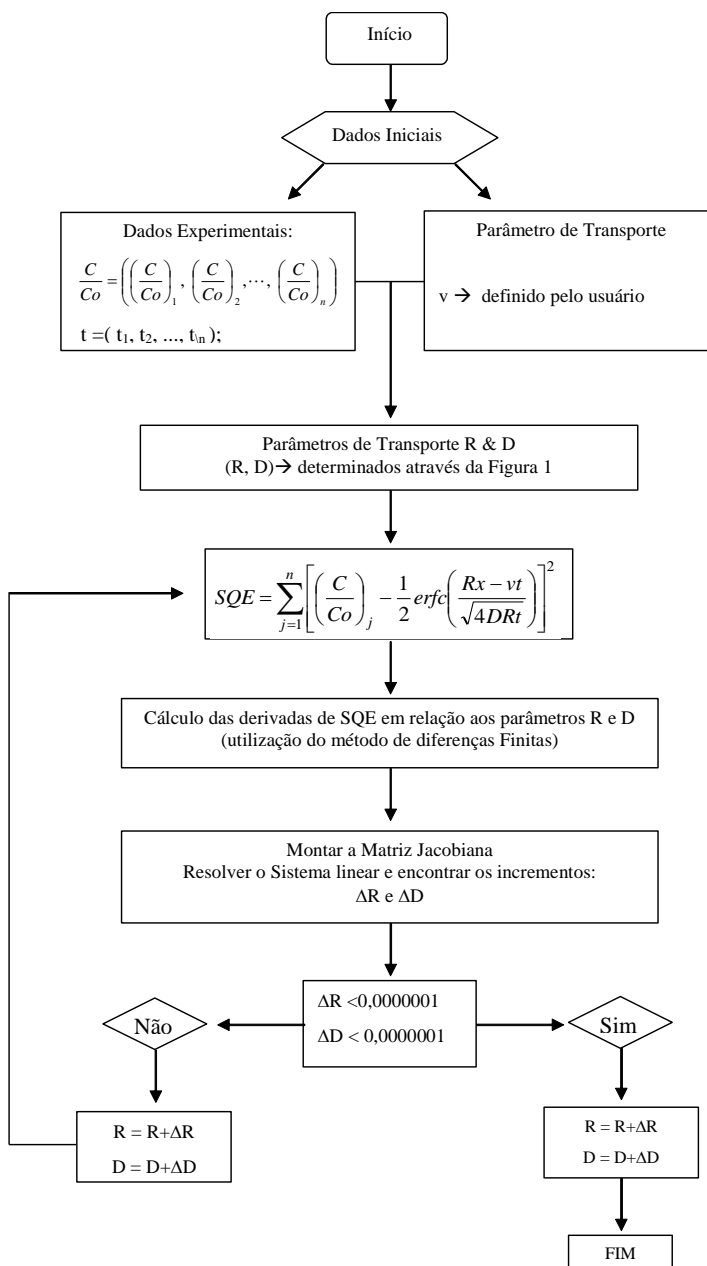 Início
Dados Iniciais
Dados Experimentais:
C/Co = ((C/Co)₁, (C/Co)₂, ⋯, (C/Co)ₙ)
t =( t₁, t₂, ..., t\n );
Parâmetro de Transporte
v → definido pelo usuário
Parâmetros de Transporte R & D
(R, D)→ determinados através da Figura 1
SQE = ∑_{j=1}^{n} [(C/Co)_j − 1/2 erfc((Rx − vt)/√(4DRt))]²
Cálculo das derivadas de SQE em relação aos parâmetros R e D
(utilização do método de diferenças Finitas)
Montar a Matriz Jacobiana
Resolver o Sistema linear e encontrar os incrementos:
ΔR e ΔD
ΔR <0,0000001
ΔD < 0,0000001
Não
Sim
R = R+ΔR
D = D+ΔD
R = R+ΔR
D = D+ΔD
FIM